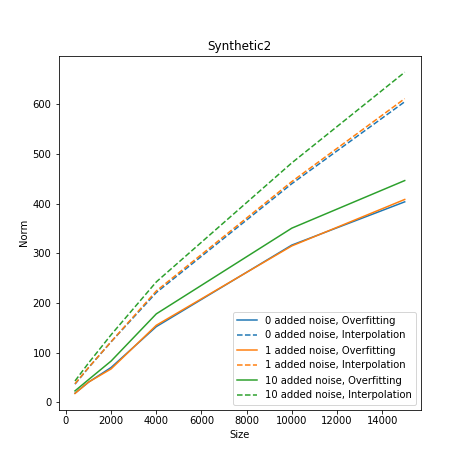 Synthetic2
600
500
400
300
200
100
0
Norm
0 added noise, Overfitting
0 added noise, Interpolation
1 added noise, Overfitting
1 added noise, Interpolation
10 added noise, Overfitting
10 added noise, Interpolation
0 2000 4000 6000 8000 10000 12000 14000
Size